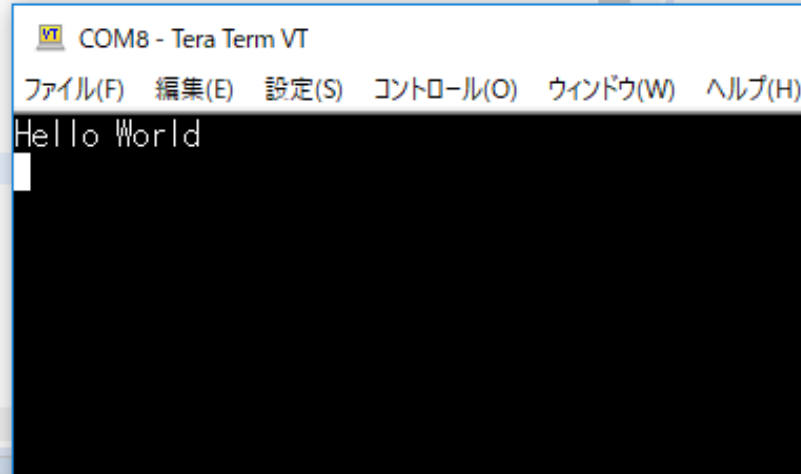 VT
COM8 - Tera Term VT
ファイル(F) 編集(E) 設定(S) コントロール(O) ウィンドウ(W) ヘルプ(H)
Hello World